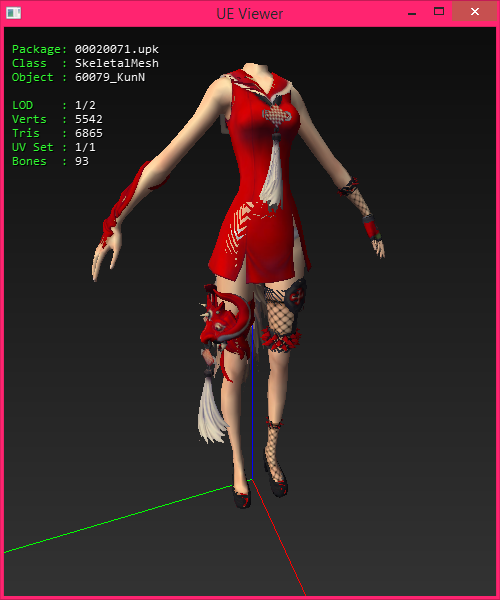 UE Viewer
Package: 00020071.upk
Class : SkeletalMesh
Object : 60079_KunN
LOD : 1/2
Verts : 5542
Tris : 6865
UV Set : 1/1
Bones : 93